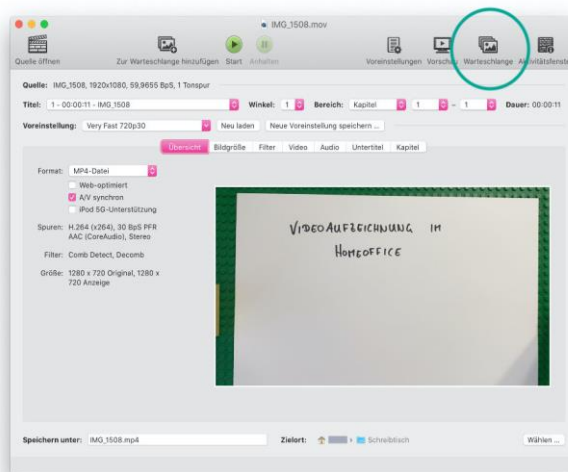 IMG_1508.mov
Quelle öffnen
Zur Warteschlange hinzufügen
Start
Anhalten
Voreinstellungen
Vorschau
Warteschlange
Aktivitätsfenste
Quelle: IMG_1508, 1920x1080, 59,9655 BpS, 1 Tonspur
Titel: 1 - 00:00:11 - IMG_1508 Winkel: 1 Bereich: Kapitel 1 - 1 Dauer: 00:00:11
Voreinstellung: Very Fast 720p30 Neu laden Neue Voreinstellung speichern ...
Übersicht Bildgröße Filter Video Audio Untertitel Kapitel
Format: MP4-Datei
Web-optimiert
A/V synchron
iPod 5G-Unterstützung
Spuren: H.264 (x264), 30 BpS PFR
AAC (CoreAudio), Stereo
Filter: Comb Detect, Decomb
Größe: 1280 x 720 Original, 1280 x
720 Anzeige
VIDEOAUFZEICHNUNG IM
HOMEOFFICE
Speichern unter: IMG_1508.mp4 Zielort: Schreibtisch Wählen ...